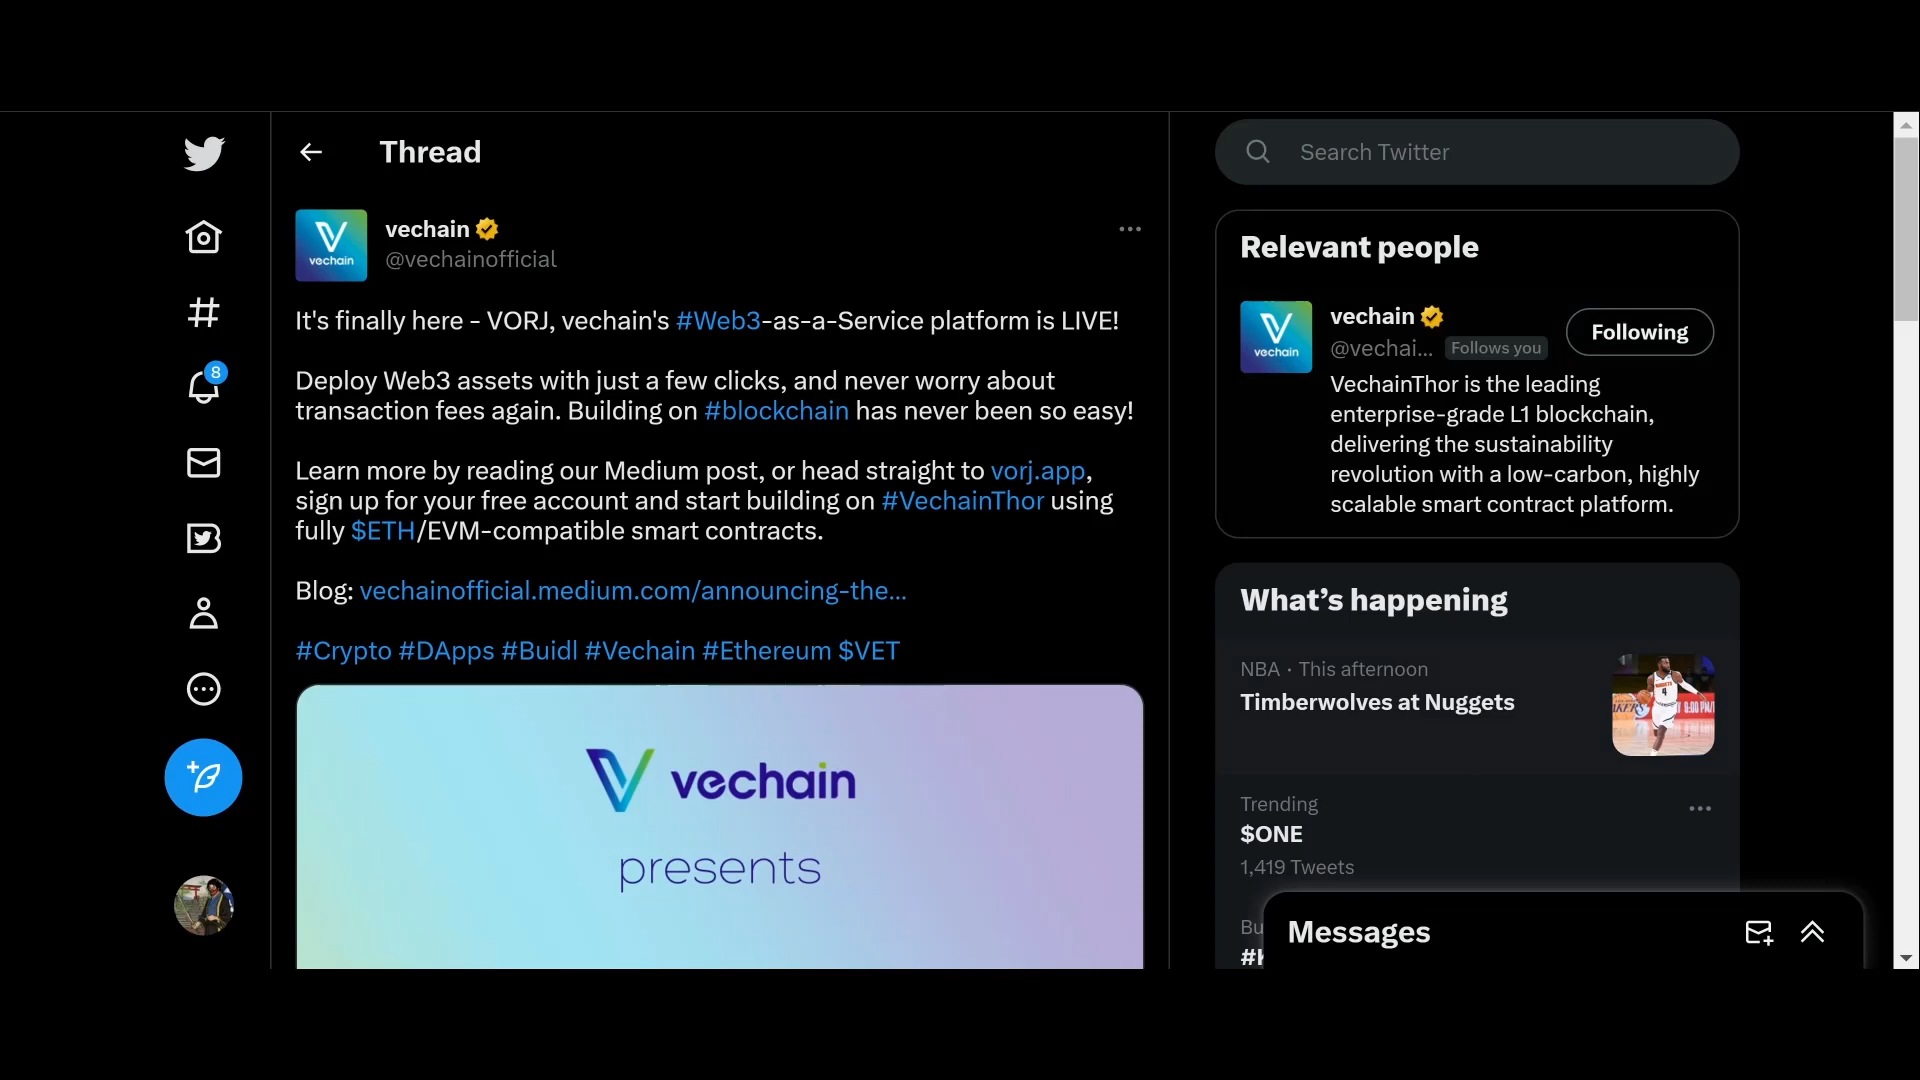 Thread
Search Twitter
vechain
vechain
@vechainofficial
It's finally here - VORJ, vechain's #Web3-as-a-Service platform is LIVE!
Deploy Web3 assets with just a few clicks, and never worry about
transaction fees again. Building on #blockchain has never been so easy!
Learn more by reading our Medium post, or head straight to vorj.app,
sign up for your free account and start building on #VechainThor using
fully $ETH/EVM-compatible smart contracts.
Blog: vechainofficial.medium.com/announcing-the...
#Crypto #DApps #Buidl #Vechain #Ethereum $VET
vechain
presents
8
Relevant people
vechain
vechain
Following
@vechai... Follows you
VechainThor is the leading
enterprise-grade L1 blockchain,
delivering the sustainability
revolution with a low-carbon, highly
scalable smart contract platform.
What's happening
NBA · This afternoon
Timberwolves at Nuggets
Trending
$ONE
1,419 Tweets
Messages